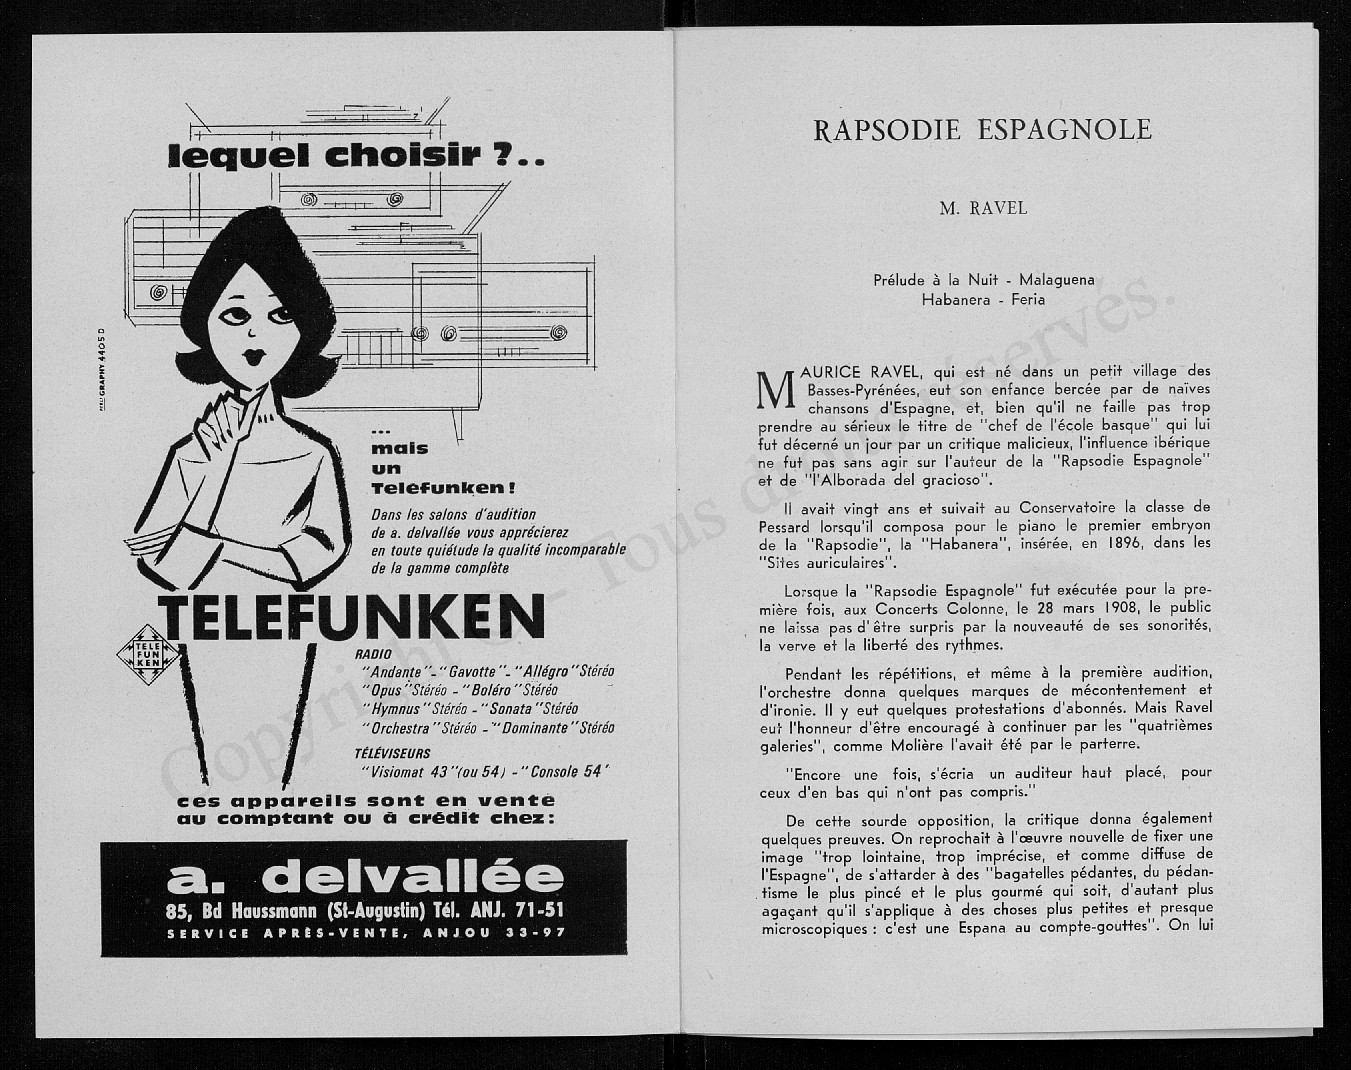 lequel choisir ?..
...
mais
un
Telefunken !
Dans les salons d'audition
de a. delvallée vous apprécierez
en toute quiétude la qualité incomparable
de la gamme complète
TELEFUNKEN
TELE
FUN
KEN
RADIO
"Andante" - "Gavotte" - "Allégro" Stéréo
"Opus" Stéréo - "Boléro" Stéréo
"Hymnus" Stéréo - "Sonata" Stéréo
"Orchestra" Stéréo - "Dominante" Stéréo
TÉLÉVISEURS
"Visiomat 43" (ou 54) - "Console 54"
ces appareils sont en vente
au comptant ou à crédit chez :
a. delvallée
85, Bd Haussmann (St-Augustin) Tél. ANJ. 71-51
SERVICE APRÈS-VENTE, ANJOU 33-97
GRAPHY 4405 D
RAPSODIE ESPAGNOLE
M. RAVEL
Prélude à la Nuit - Malaguena
Habanera - Feria
MAURICE RAVEL, qui est né dans un petit village des
Basses-Pyrénées, eut son enfance bercée par de naïves
chansons d'Espagne, et, bien qu'il ne faille pas trop
prendre au sérieux le titre de "chef de l'école basque" qui lui
fut décerné un jour par un critique malicieux, l'influence ibérique
ne fut pas sans agir sur l'auteur de la "Rapsodie Espagnole"
et de "l'Alborada del gracioso".
Il avait vingt ans et suivait au Conservatoire la classe de
Pessard lorsqu'il composa pour le piano le premier embryon
de la "Rapsodie", la "Habanera", insérée, en 1896, dans les
"Sites auriculaires".
Lorsque la "Rapsodie Espagnole" fut exécutée pour la pre-
mière fois, aux Concerts Colonne, le 28 mars 1908, le public
ne laissa pas d'être surpris par la nouveauté de ses sonorités,
la verve et la liberté des rythmes.
Pendant les répétitions, et même à la première audition,
l'orchestre donna quelques marques de mécontentement et
d'ironie. Il y eut quelques protestations d'abonnés. Mais Ravel
eut l'honneur d'être encouragé à continuer par les "quatrièmes
galeries", comme Molière l'avait été par le parterre.
"Encore une fois, s'écria un auditeur haut placé, pour
ceux d'en bas qui n'ont pas compris."
De cette sourde opposition, la critique donna également
quelques preuves. On reprochait à l'œuvre nouvelle de fixer une
image "trop lointaine, trop imprécise, et comme diffuse de
l'Espagne", de s'attarder à des "bagatelles pédantes, du pédan-
tisme le plus pincé et le plus gourmé qui soit, d'autant plus
agaçant qu'il s'applique à des choses plus petites et presque
microscopiques : c'est une Espana au compte-gouttes". On lui
Copyright © - Tous droits réservés.